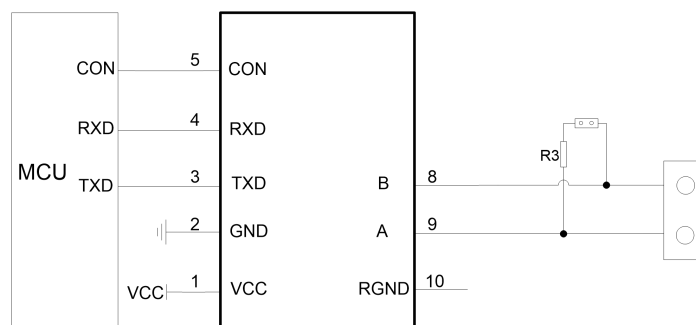 CON 5 CON
RXD 4 RXD
R3
MCU
TXD 3 TXD
B 8
2 GND
A 9
VCC 1 VCC
RGND 10